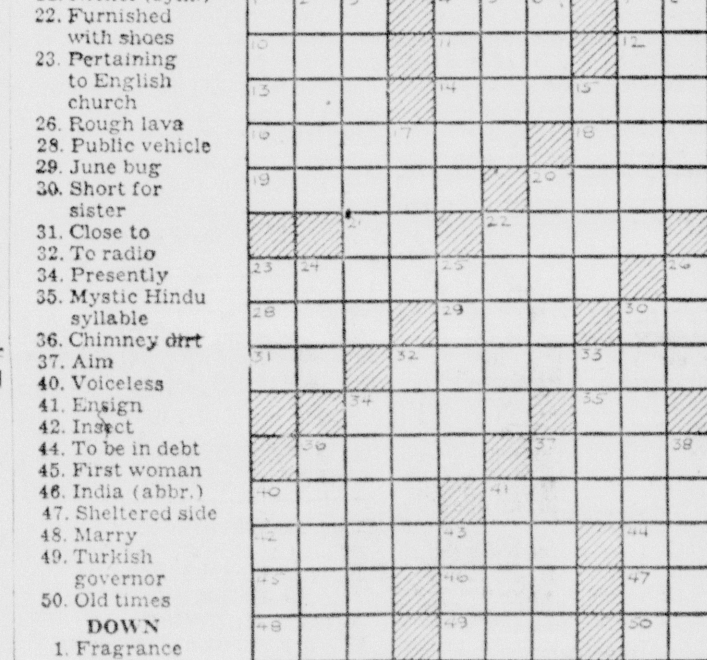 22. Furnished
with shoes
23. Pertaining
to English
church
26. Rough lava
28. Public vehicle
29. June bug
30. Short for
sister
31. Close to
32. To radio
34. Presently
35. Mystic Hindu
syllable
36. Chimney dirt
37. Aim
40. Voiceless
41. Ensign
42. Insect
44. To be in debt
45. First woman
46. India (abbr.)
47. Sheltered side
48. Marry
49. Turkish
governor
50. Old times
DOWN
1. Fragrance
10 11 12
13 14 15
16 17 18
19 20
21 22
23 24 25 26
28 29 30
31 32 33
34 35
36 37 38
40 41
42 43 44
45 46 47
48 49 50